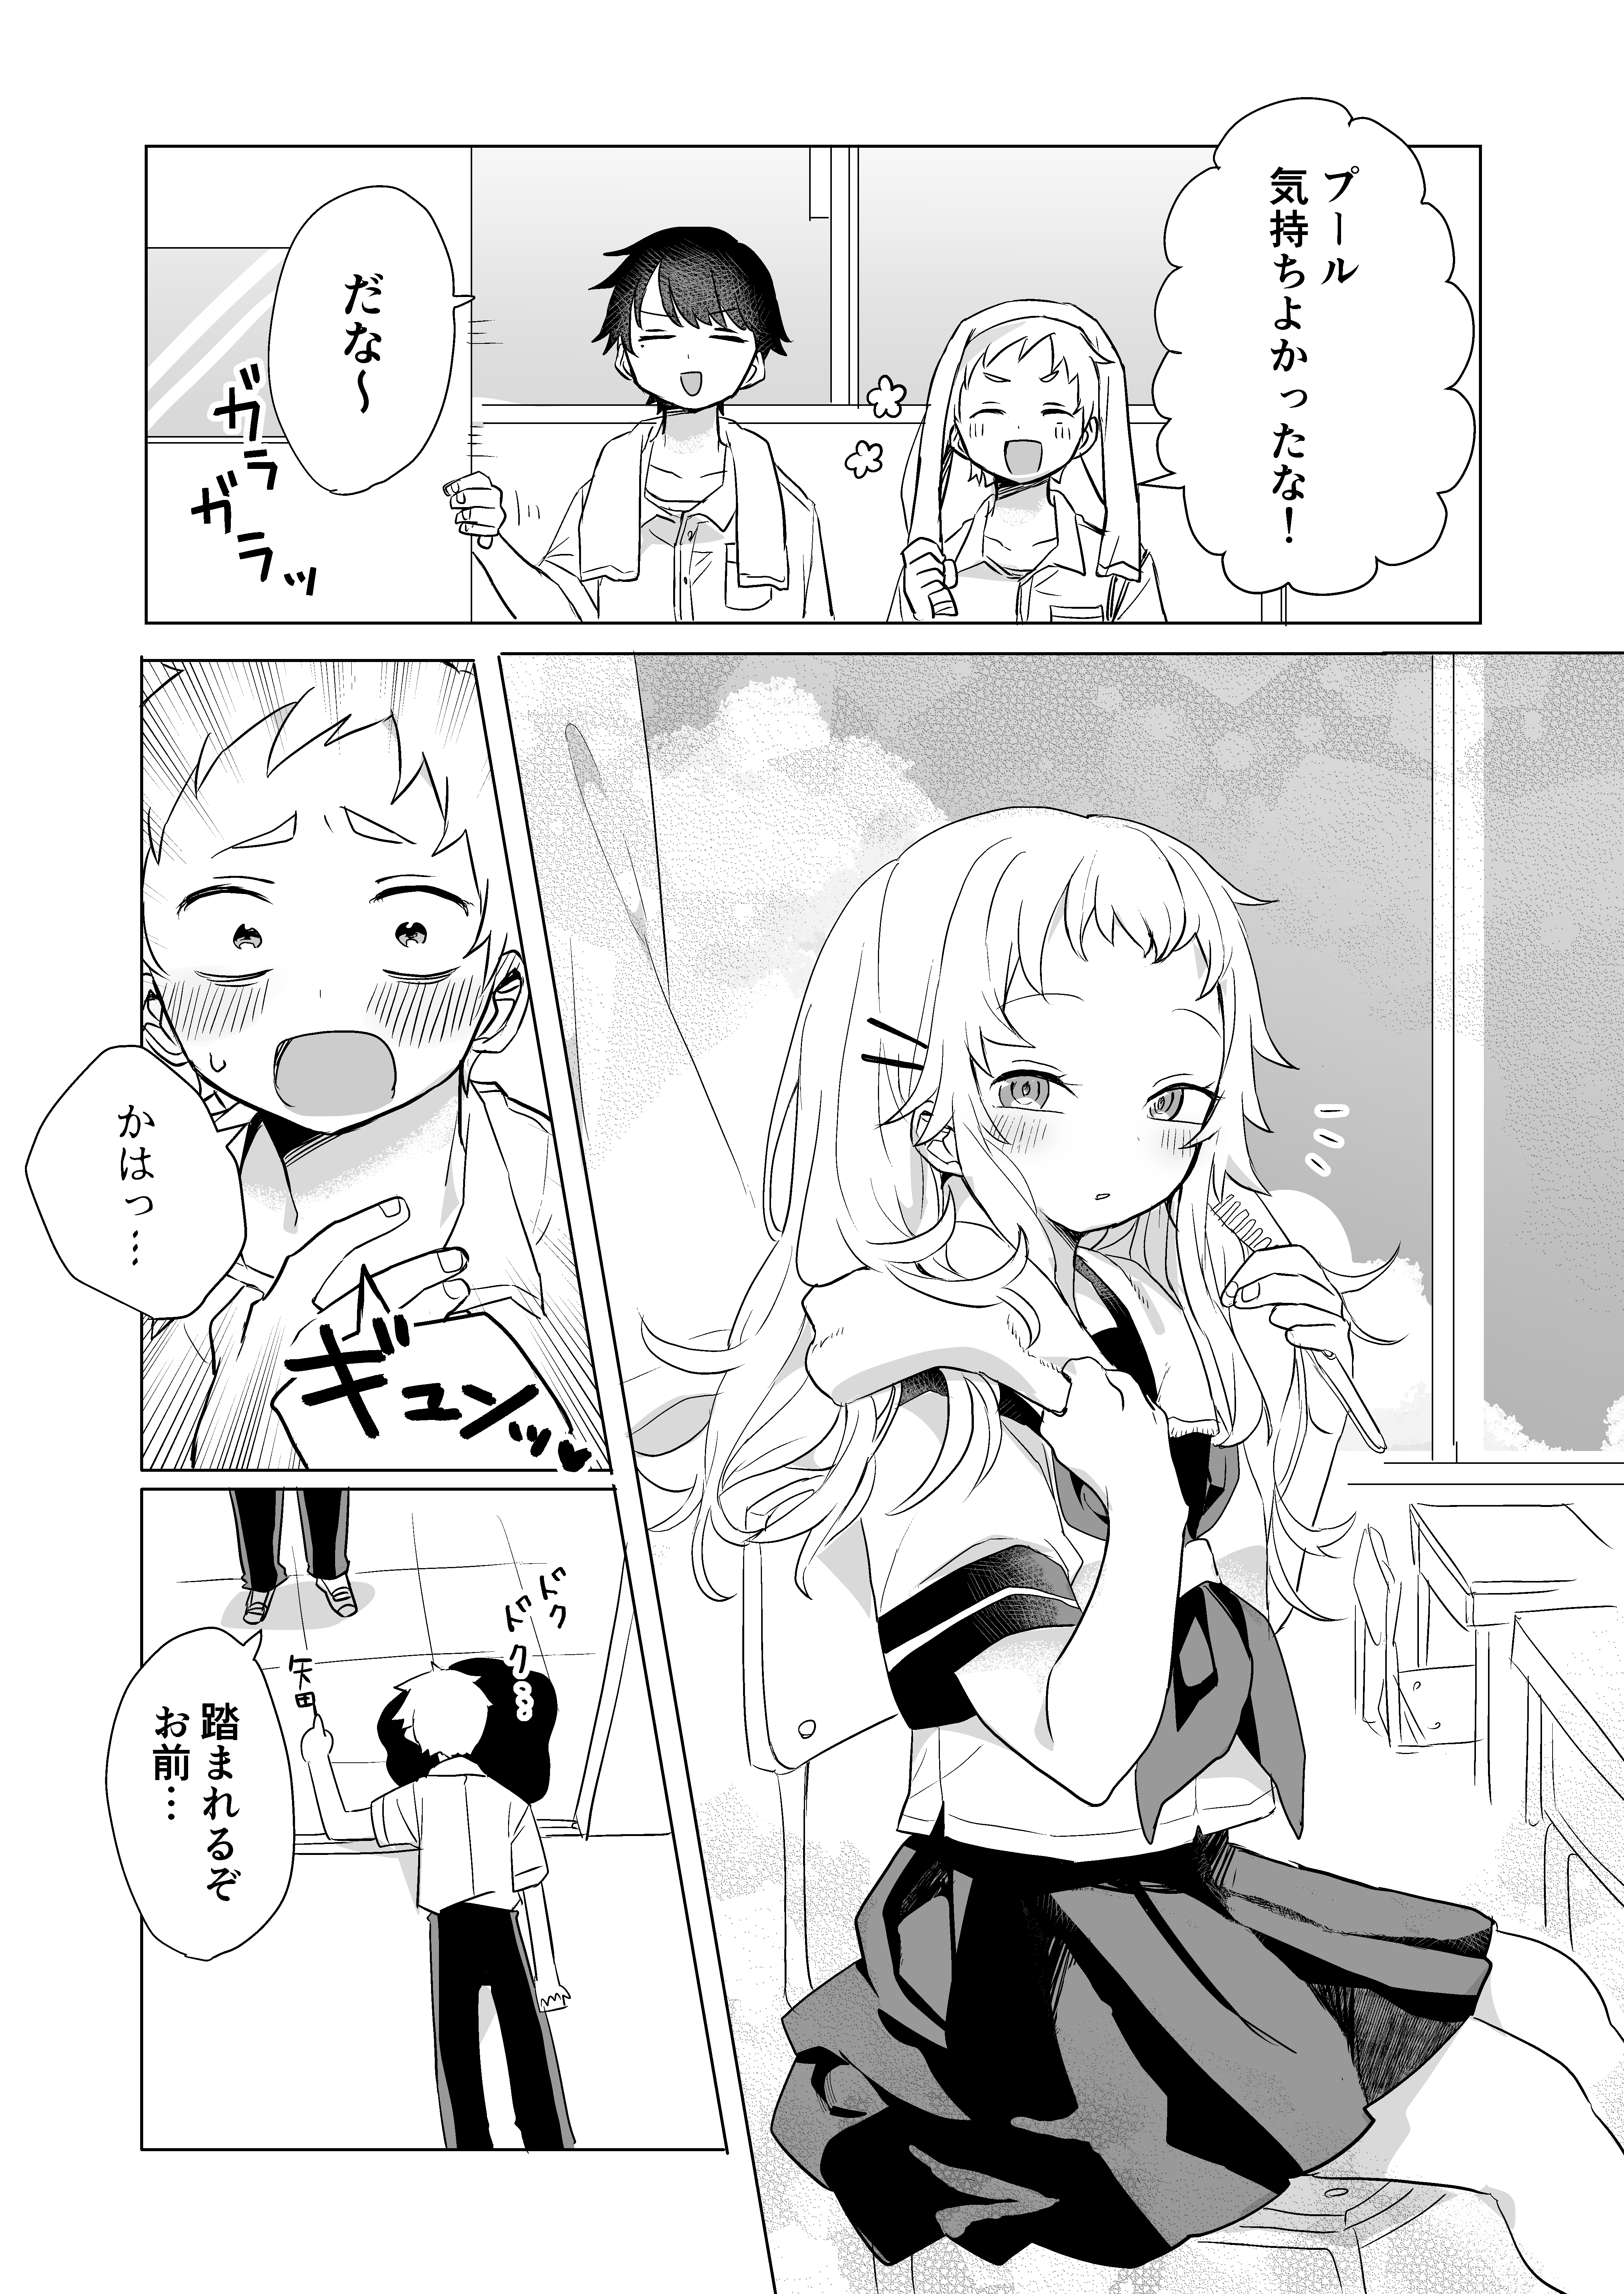 プール
気持ちよかったな!
だな〜
ガラ
ガラッ
かはっ…
ギュンッ♥
ドク
ドク…
矢田
踏まれるぞ
お前…